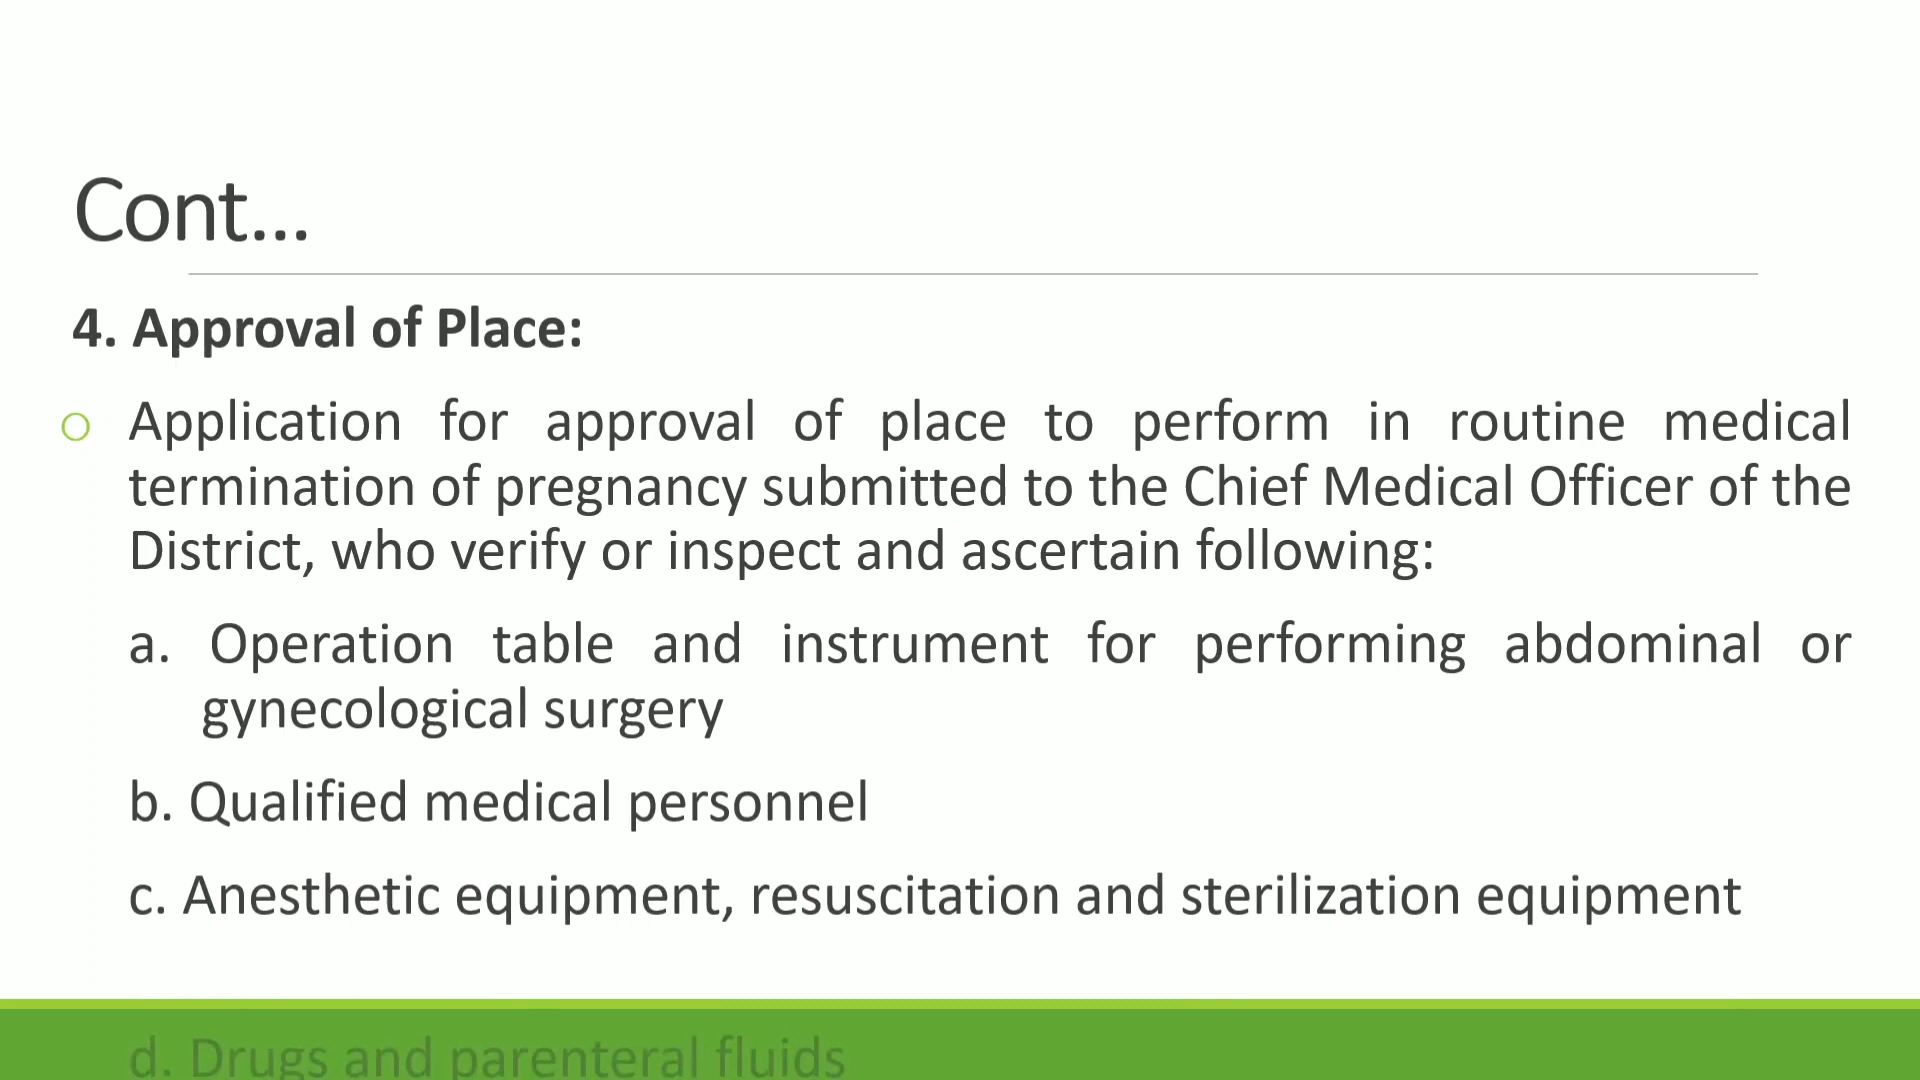 Cont...
4. Approval of Place:
Application for approval of place to perform in routine medical
termination of pregnancy submitted to the Chief Medical Officer of the
District, who verify or inspect and ascertain following:
a. Operation table and instrument for performing abdominal or
gynecological surgery
b. Qualified medical personnel
c. Anesthetic equipment, resuscitation and sterilization equipment
d. Drugs and parenteral fluids